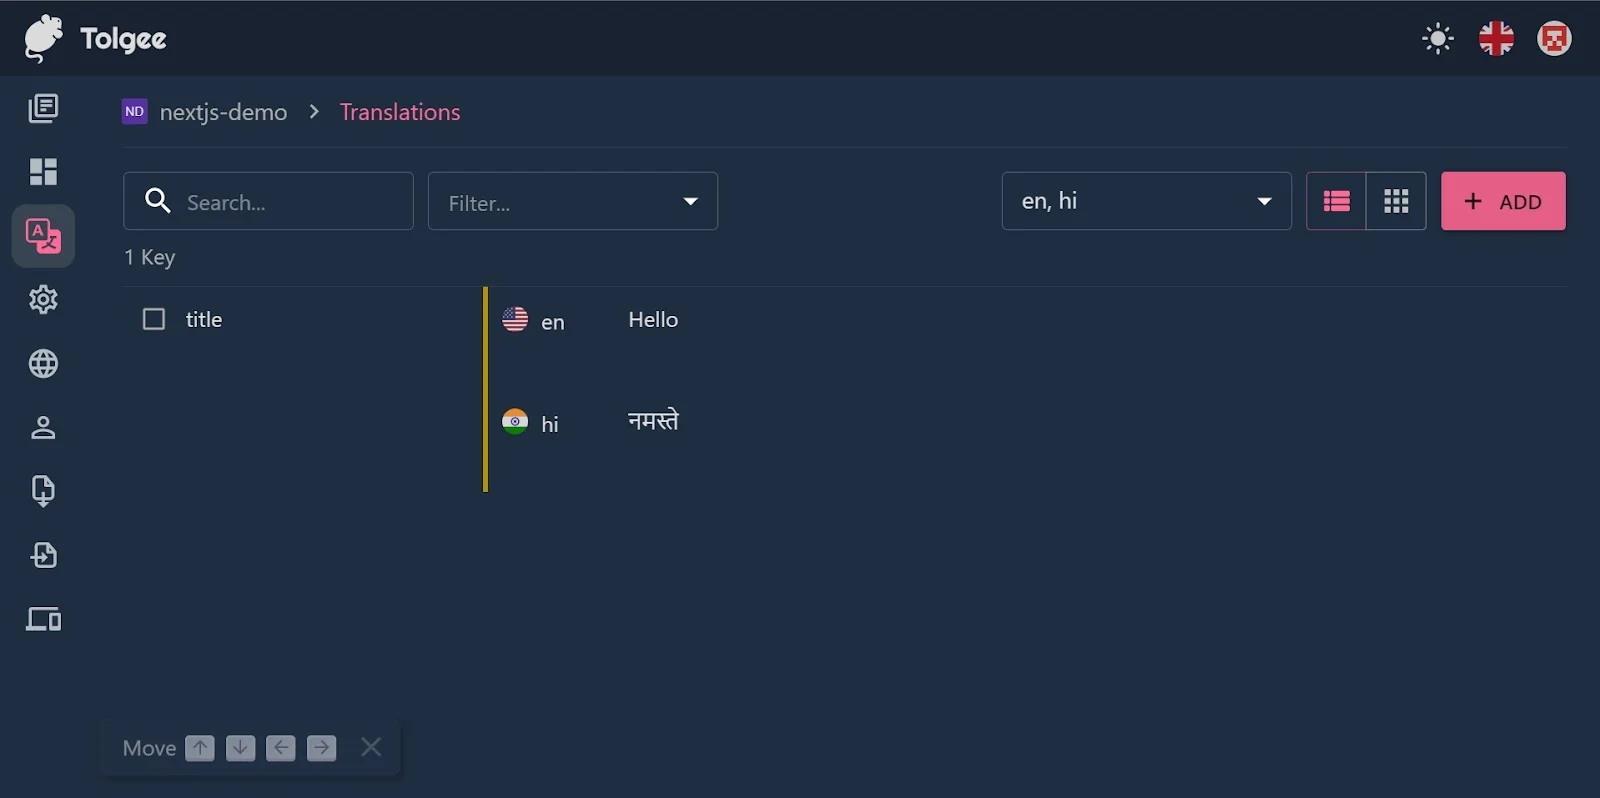 Tolgee
ND nextjs-demo > Translations
Search... Filter... en, hi + ADD
1 Key
title en Hello
hi नमस्ते
Move ↑ ↓ ← → ×